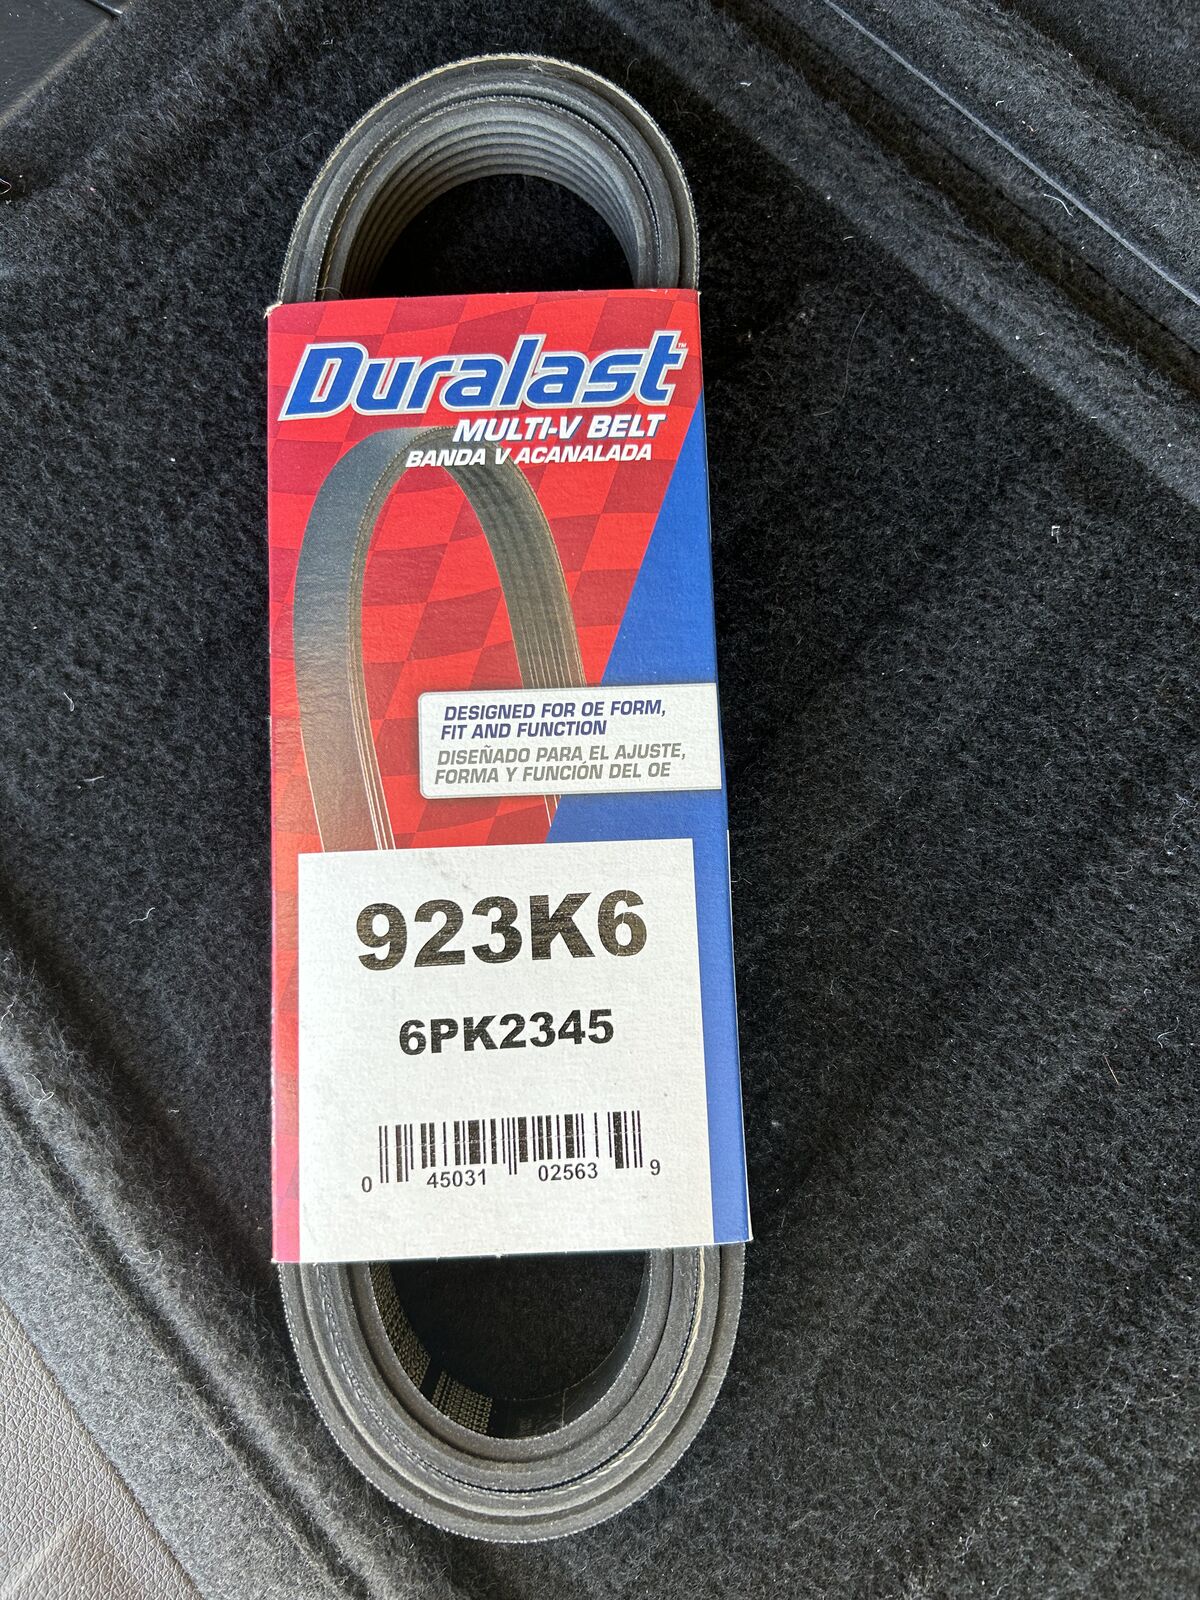 Duralast™
MULTI-V BELT
BANDA V ACANALADA
DESIGNED FOR OE FORM,
FIT AND FUNCTION
DISEÑADO PARA EL AJUSTE,
FORMA Y FUNCIÓN DEL OE
923K6
6PK2345
0 45031 02563 9